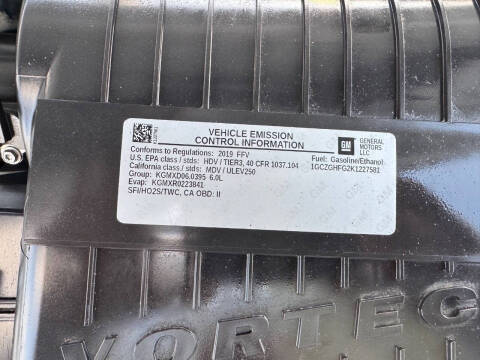 VEHICLE EMISSION
CONTROL INFORMATION
Conforms to Regulations: 2019 FFV
U.S. EPA class / stds: HDV / TIER3, 40 CFR 1037.104
California class / stds: MDV / ULEV250
Group: KGMXD06.0395 6.0L
Evap: KGMXR0223841
SFI/HO2S/TWC, CA OBD: II
GM
GENERAL
MOTORS
LLC
Fuel: Gasoline/Ethanol
1GCZGHFG2K1227581
VORTEC